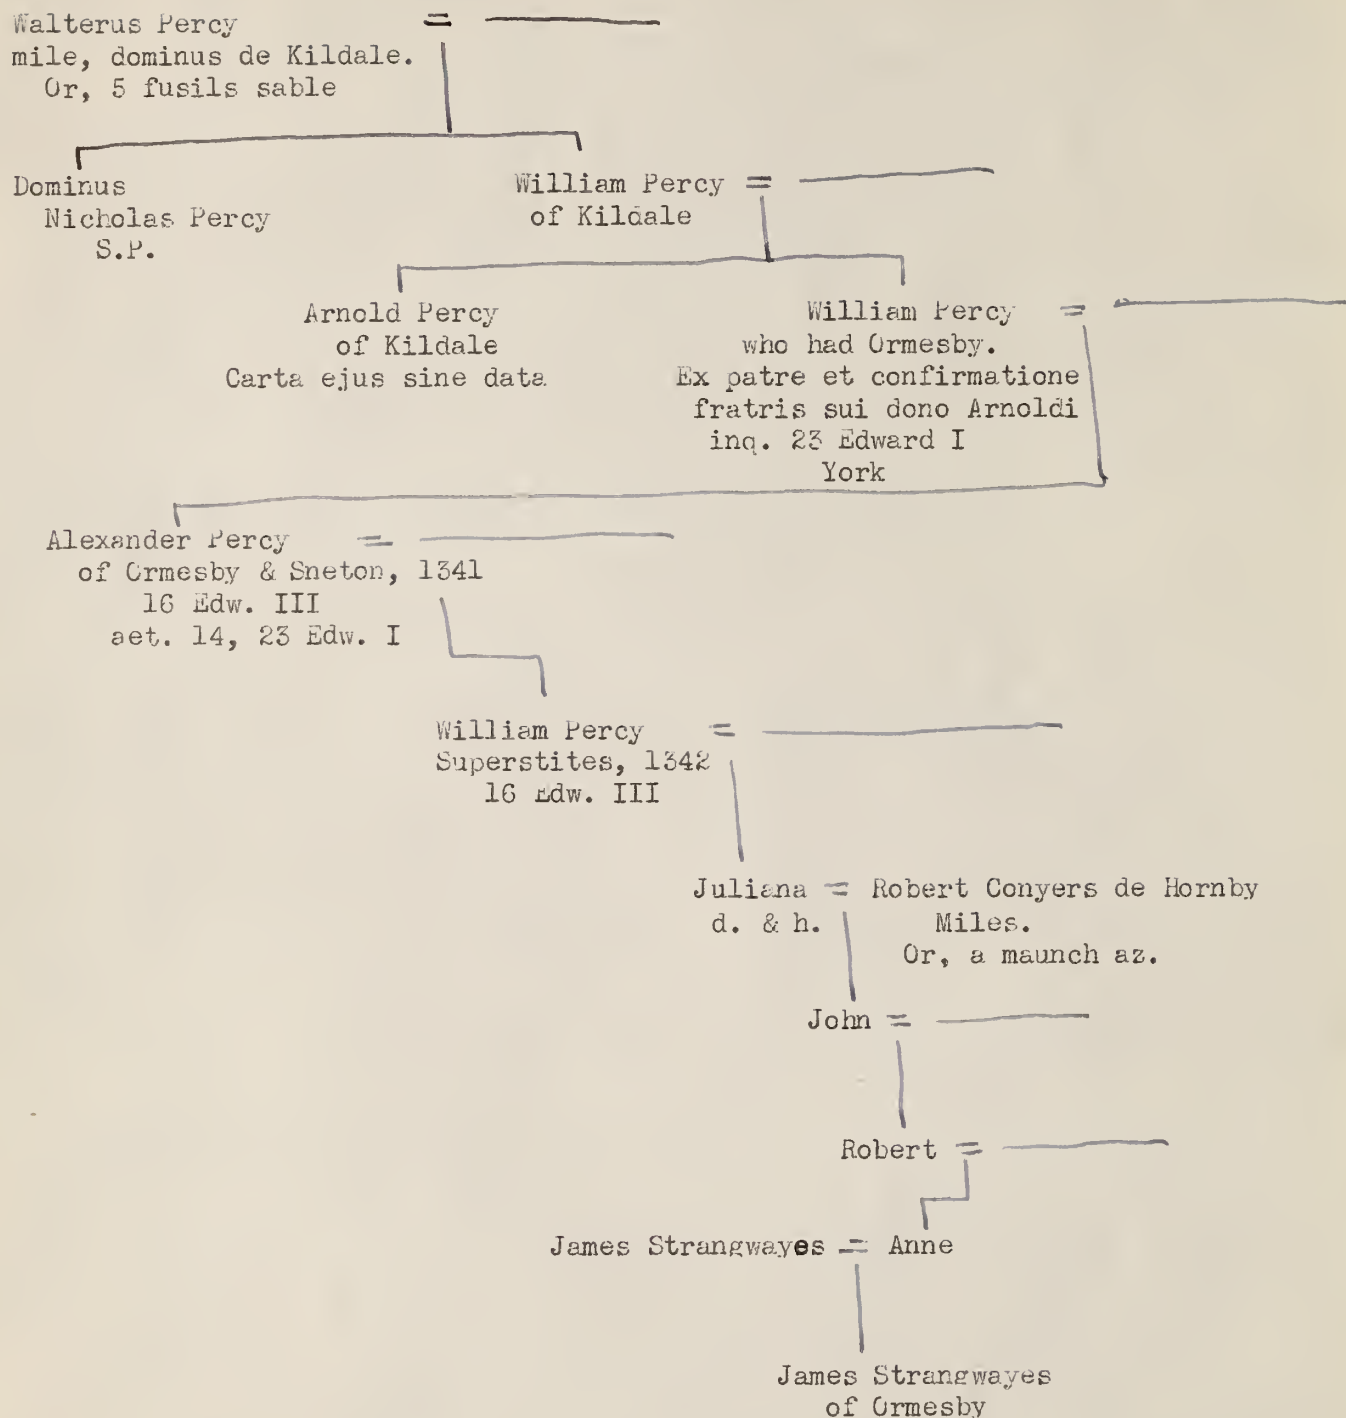 Walterus Percy =
mile, dominus de Kildale.
Or, 5 fusils sable
Dominus
Nicholas Percy
S.P.
William Percy =
of Kildale
Arnold Percy
of Kildale
Carta ejus sine data
William Percy =
who had Ormesby.
Ex patre et confirmatione
fratris sui dono Arnoldi
inq. 23 Edward I
York
Alexander Percy =
of Ormesby & Sneton, 1341
16 Edw. III
aet. 14, 23 Edw. I
William Percy =
Superstites, 1342
16 Edw. III
Juliana = Robert Conyers de Hornby
d. & h. Miles.
Or, a maunch az.
John =
Robert =
James Strangwayes = Anne
James Strangwayes
of Ormesby